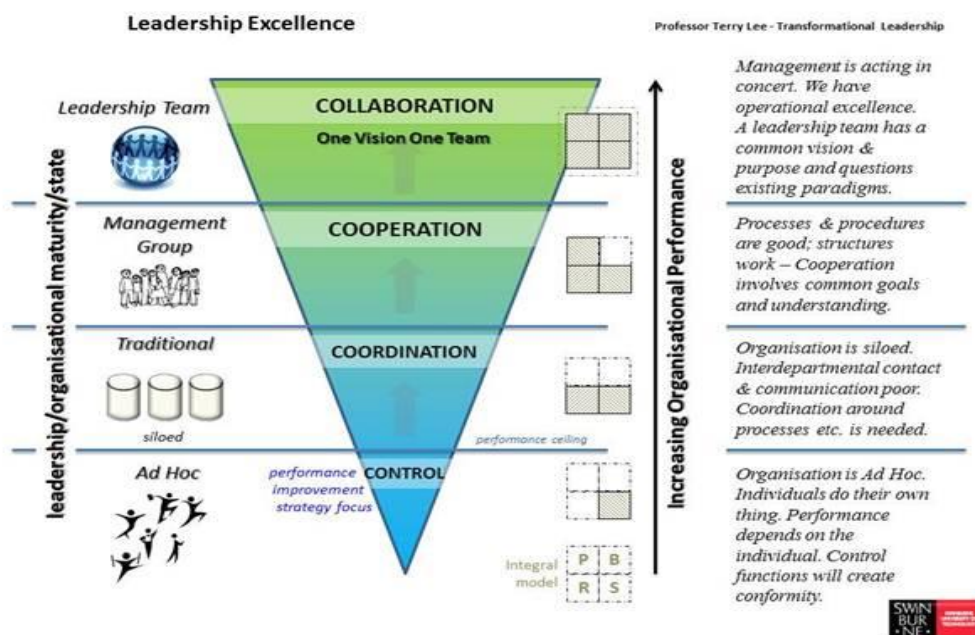 Leadership Excellence
Professor Terry Lee - Transformational Leadership
leadership/organisational maturity/state
Leadership Team
COLLABORATION
One Vision One Team
Management is acting in
concert. We have
operational excellence.
A leadership team has a
common vision &
purpose and questions
existing paradigms.
Management
Group
COOPERATION
Processes & procedures
are good; structures
work – Cooperation
involves common goals
and understanding.
Traditional
siloed
COORDINATION
performance ceiling
Organisation is siloed.
Interdepartmental contact
& communication poor.
Coordination around
processes etc. is needed.
Ad Hoc
performance
improvement
strategy focus
CONTROL
Integral
model
P B
R S
Increasing Organisational Performance
Organisation is Ad Hoc.
Individuals do their own
thing. Performance
depends on the
individual. Control
functions will create
conformity.
SWIN
BUR
NE